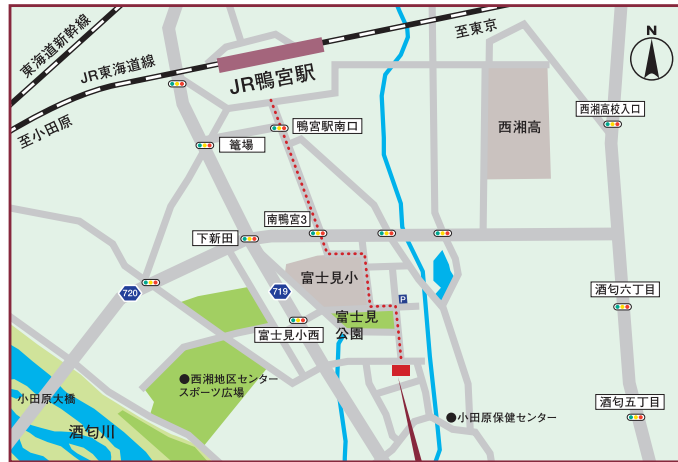 東海道新幹線
JR東海道線
至東京
N
JR鴨宮駅
至小田原
鴨宮駅南口
西湘高校入口
西湘高
篭場
南鴨宮3
下新田
富士見小
720
719
P
酒匂六丁目
富士見小西
富士見
公園
●西湘地区センター
スポーツ広場
小田原大橋
酒匂五丁目
●小田原保健センター
酒匂川